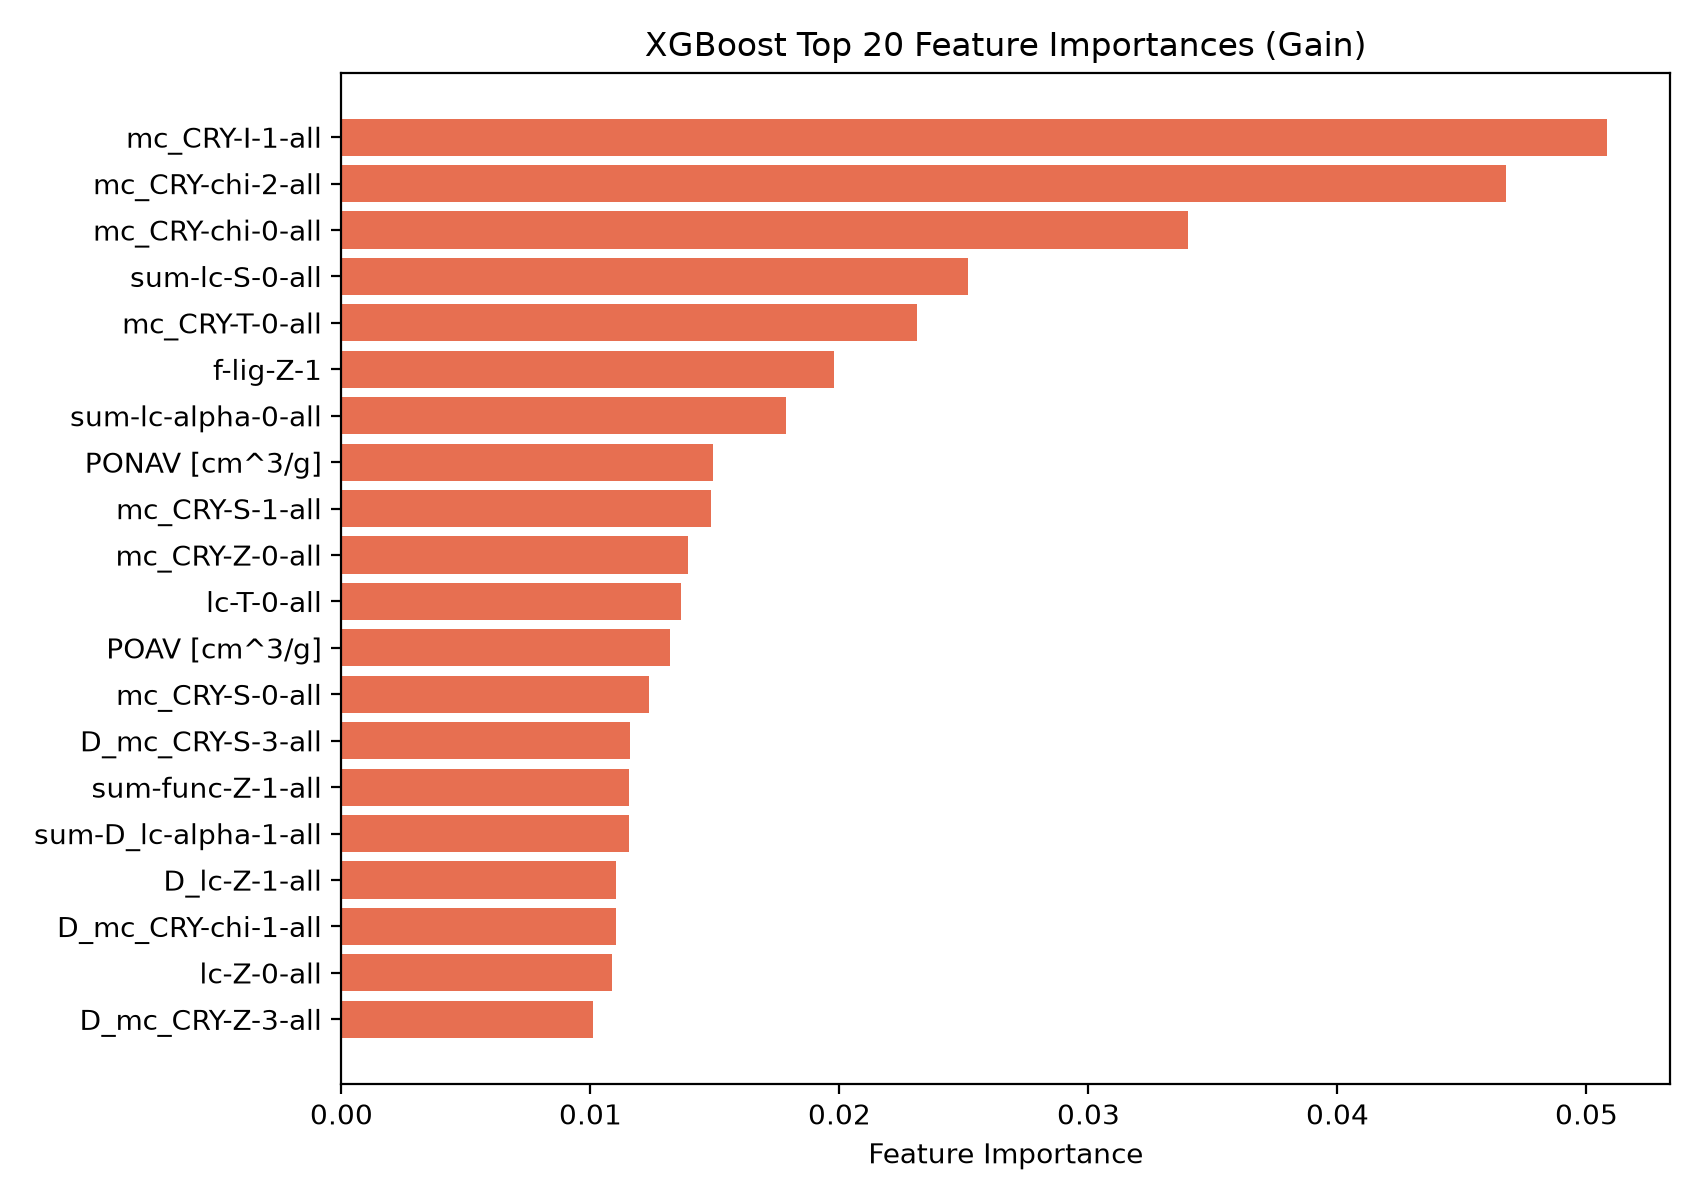 XGBoost Top 20 Feature Importances (Gain)
mc_CRY-I-1-all
mc_CRY-chi-2-all
mc_CRY-chi-0-all
sum-lc-S-0-all
mc_CRY-T-0-all
f-lig-Z-1
sum-lc-alpha-0-all
PONAV [cm^3/g]
mc_CRY-S-1-all
mc_CRY-Z-0-all
lc-T-0-all
POAV [cm^3/g]
mc_CRY-S-0-all
D_mc_CRY-S-3-all
sum-func-Z-1-all
sum-D_lc-alpha-1-all
D_lc-Z-1-all
D_mc_CRY-chi-1-all
lc-Z-0-all
D_mc_CRY-Z-3-all
0.00 0.01 0.02 0.03 0.04 0.05
Feature Importance